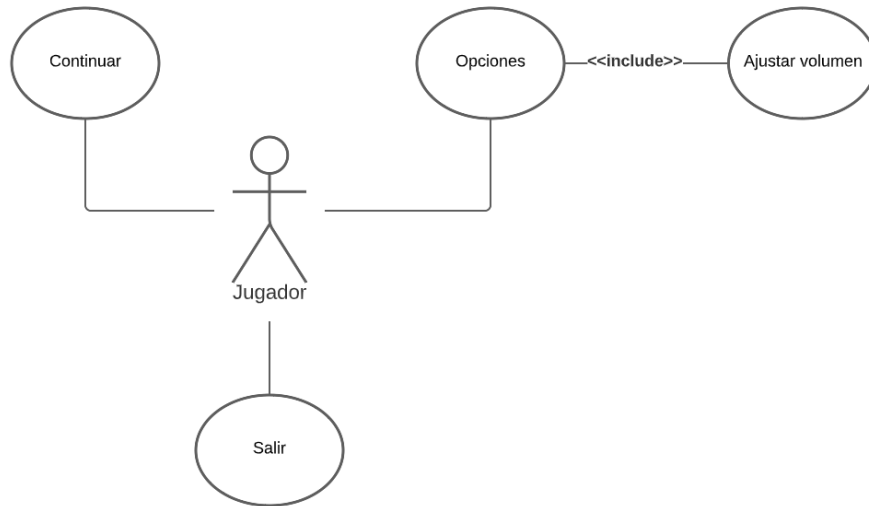 Continuar
Opciones
<<include>>
Ajustar volumen
Jugador
Salir